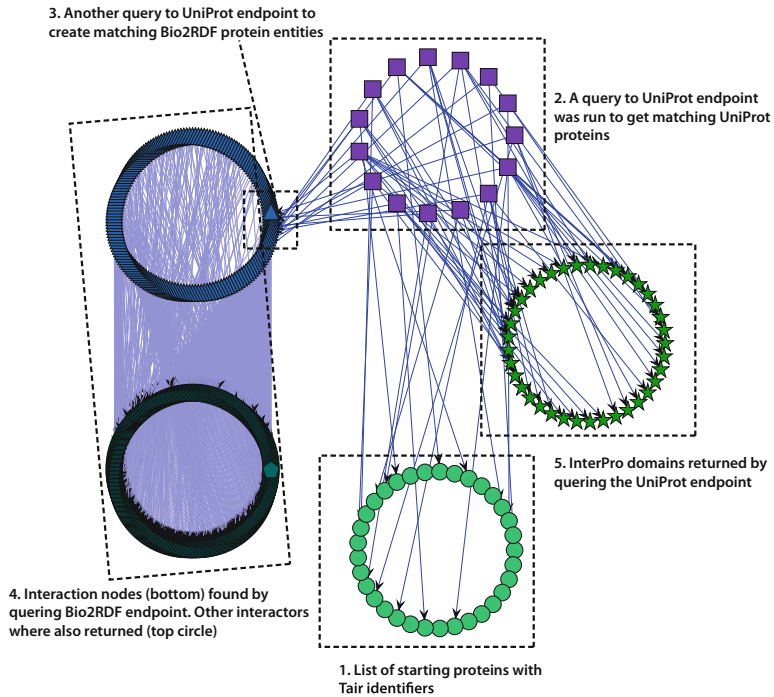 3. Another query to UniProt endpoint to
create matching Bio2RDF protein entities
2. A query to UniProt endpoint
was run to get matching UniProt
proteins
5. InterPro domains returned by
quering the UniProt endpoint
4. Interaction nodes (bottom) found by
quering Bio2RDF endpoint. Other interactors
where also returned (top circle)
1. List of starting proteins with
Tair identifiers